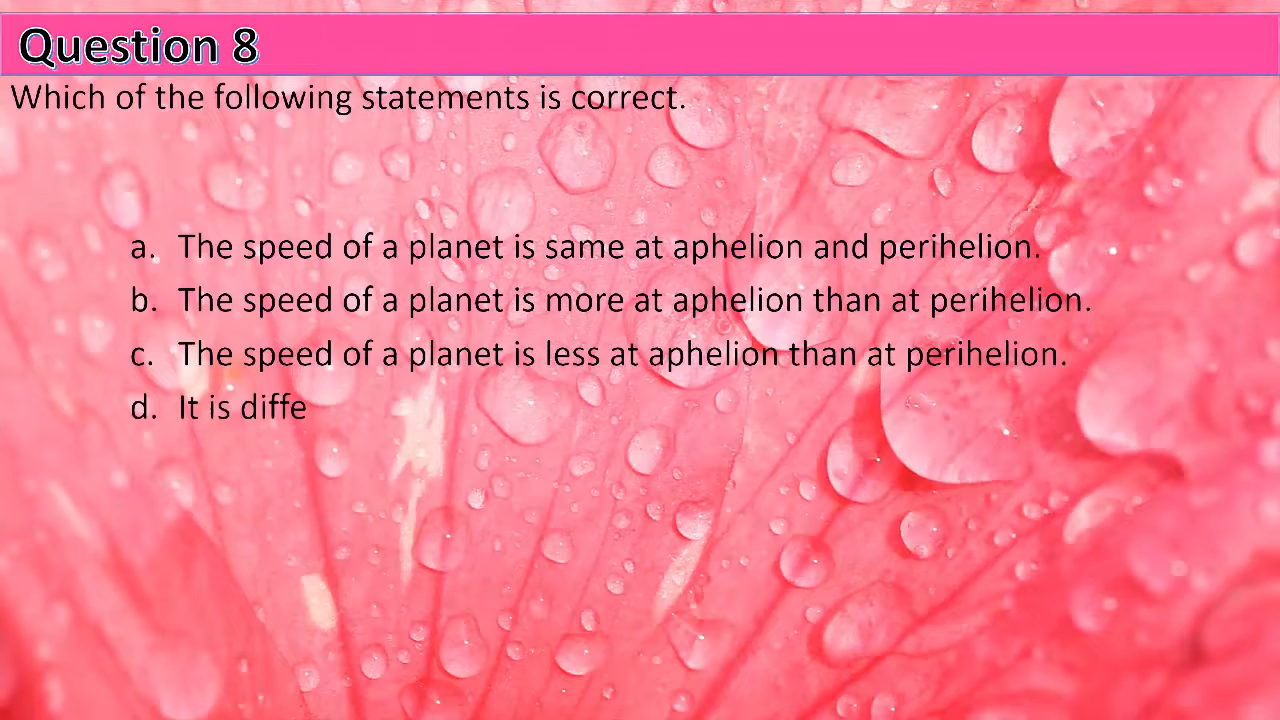 Question 8
Which of the following statements is correct.
a. The speed of a planet is same at aphelion and perihelion.
b. The speed of a planet is more at aphelion than at perihelion.
c. The speed of a planet is less at aphelion than at perihelion.
d. It is diffe